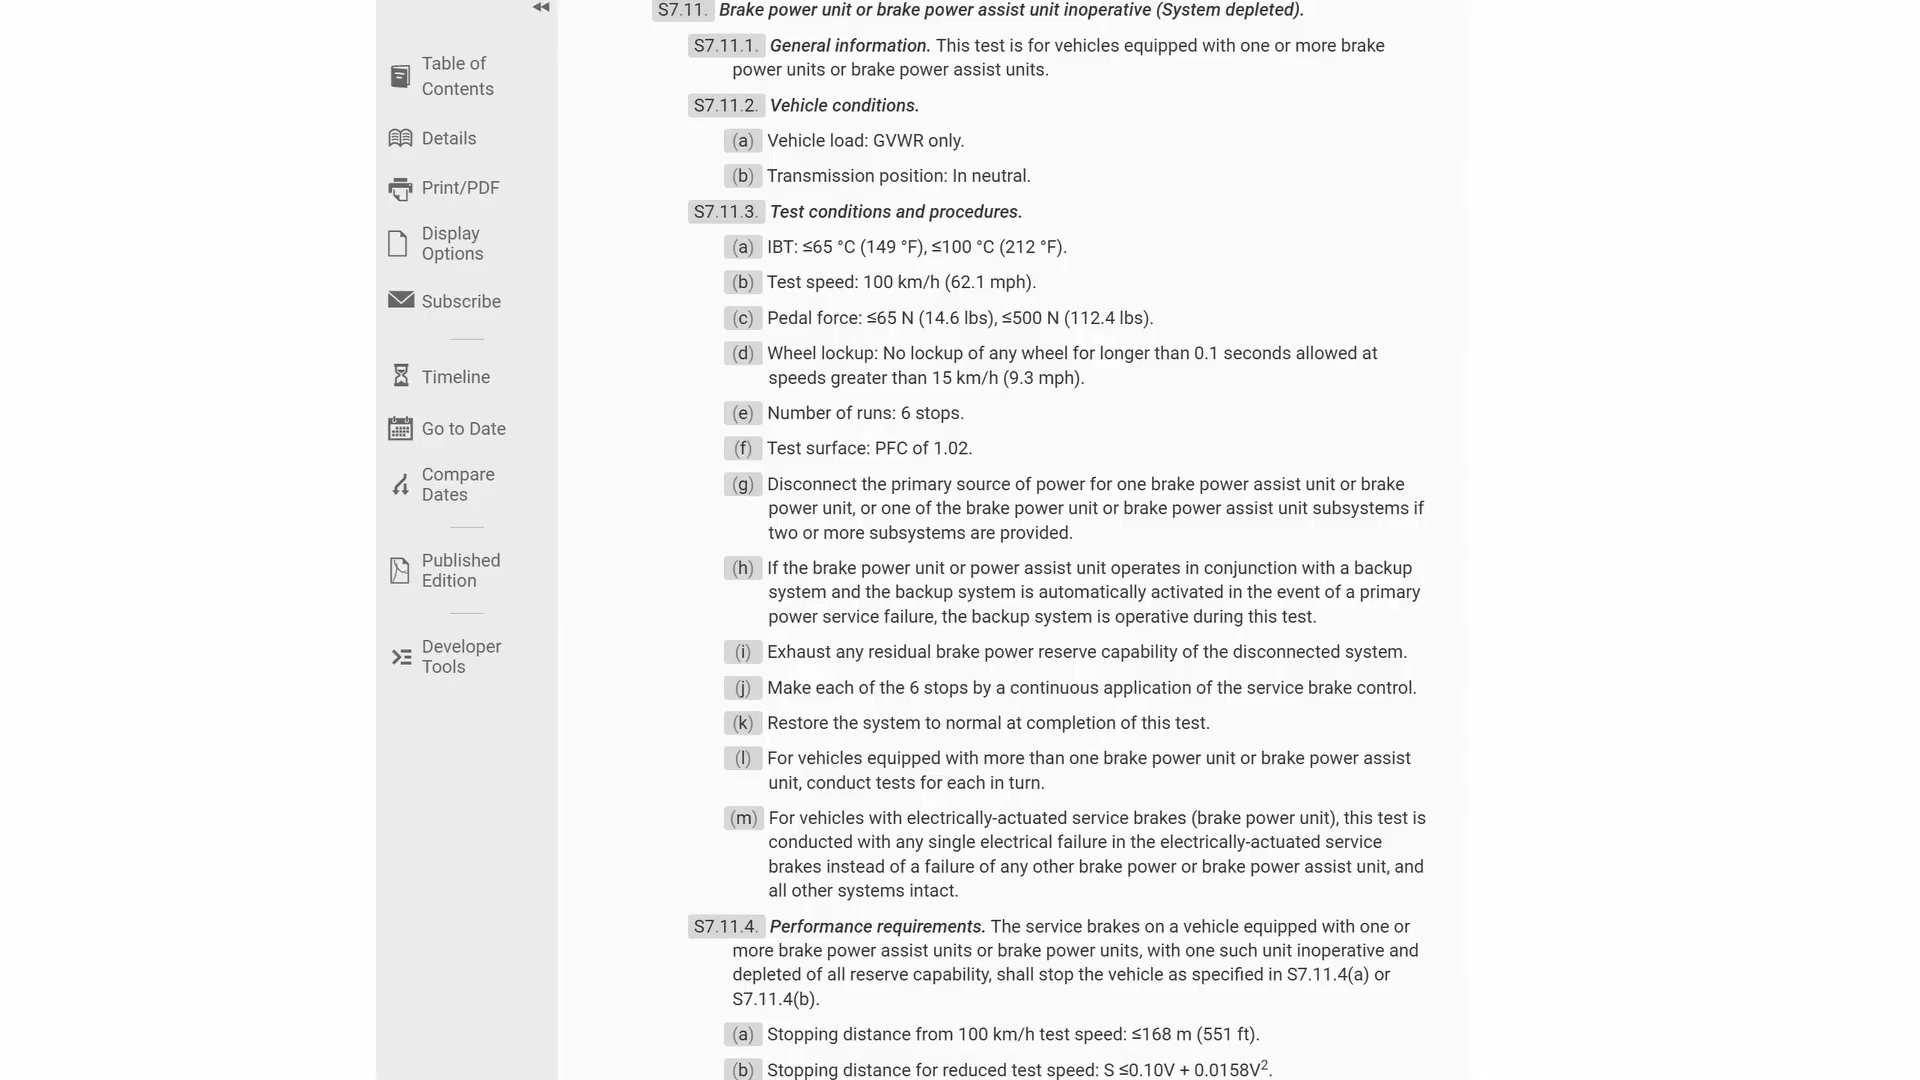 Table of
Contents
Details
Print/PDF
Display
Options
Subscribe
Timeline
Go to Date
Compare
Dates
Published
Edition
Developer
Tools
S7.11. Brake power unit or brake power assist unit inoperative (System depleted).
S7.11.1. General information. This test is for vehicles equipped with one or more brake
power units or brake power assist units.
S7.11.2. Vehicle conditions.
(a) Vehicle load: GVWR only.
(b) Transmission position: In neutral.
S7.11.3. Test conditions and procedures.
(a) IBT: ≤65 °C (149 °F), ≤100 °C (212 °F).
(b) Test speed: 100 km/h (62.1 mph).
(c) Pedal force: ≤65 N (14.6 lbs), ≤500 N (112.4 lbs).
(d) Wheel lockup: No lockup of any wheel for longer than 0.1 seconds allowed at
speeds greater than 15 km/h (9.3 mph).
(e) Number of runs: 6 stops.
(f) Test surface: PFC of 1.02.
(g) Disconnect the primary source of power for one brake power assist unit or brake
power unit, or one of the brake power unit or brake power assist unit subsystems if
two or more subsystems are provided.
(h) If the brake power unit or power assist unit operates in conjunction with a backup
system and the backup system is automatically activated in the event of a primary
power service failure, the backup system is operative during this test.
(i) Exhaust any residual brake power reserve capability of the disconnected system.
(j) Make each of the 6 stops by a continuous application of the service brake control.
(k) Restore the system to normal at completion of this test.
(l) For vehicles equipped with more than one brake power unit or brake power assist
unit, conduct tests for each in turn.
(m) For vehicles with electrically-actuated service brakes (brake power unit), this test is
conducted with any single electrical failure in the electrically-actuated service
brakes instead of a failure of any other brake power or brake power assist unit, and
all other systems intact.
S7.11.4. Performance requirements. The service brakes on a vehicle equipped with one or
more brake power assist units or brake power units, with one such unit inoperative and
depleted of all reserve capability, shall stop the vehicle as specified in S7.11.4(a) or
S7.11.4(b).
(a) Stopping distance from 100 km/h test speed: ≤168 m (551 ft).
(b) Stopping distance for reduced test speed: S ≤0.10V + 0.0158V².